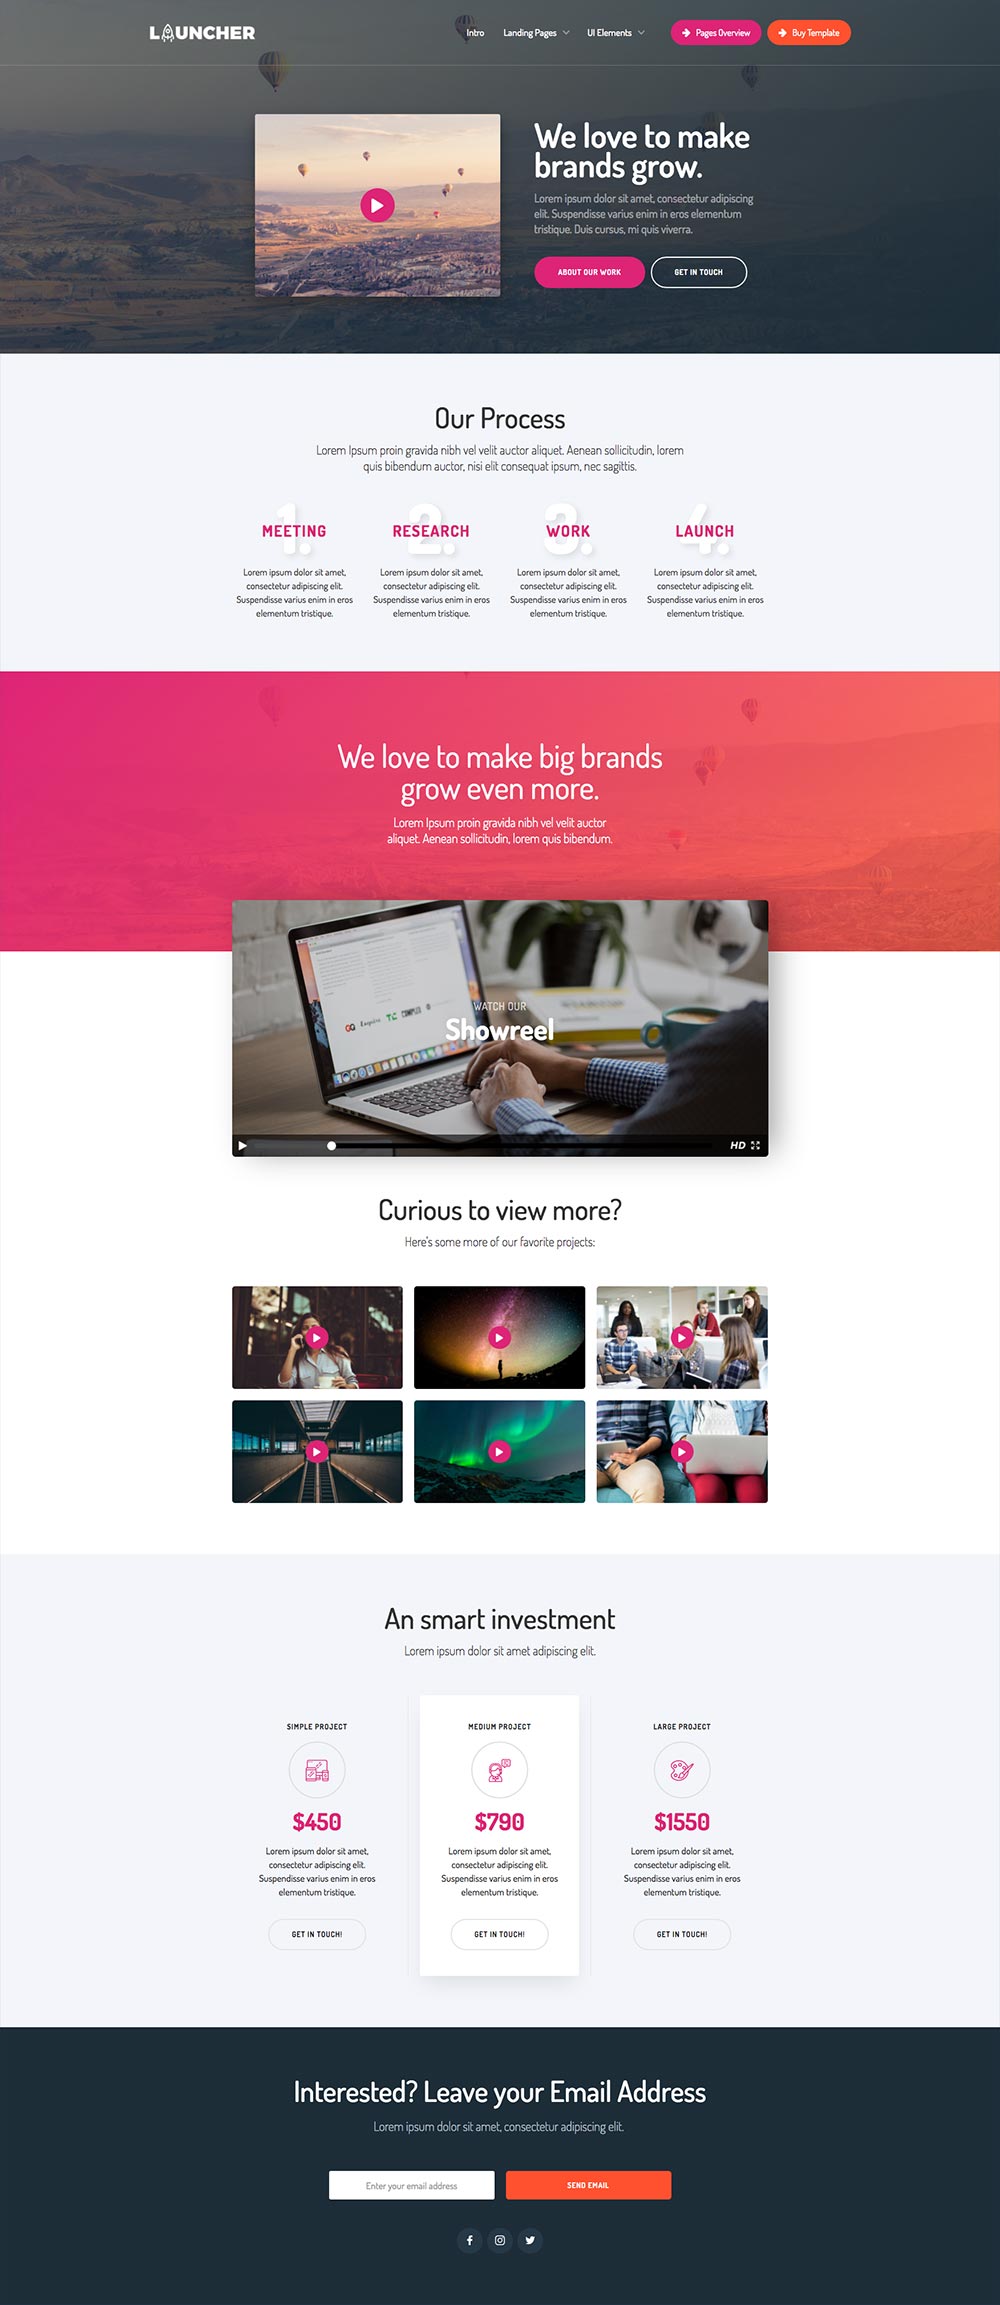 LAUNCHER
Intro
Landing Pages
UI Elements
Pages Overview
Buy Template
We love to make
brands grow.
Lorem ipsum dolor sit amet, consectetur adipiscing
elit. Suspendisse varius enim in eros elementum
tristique. Duis cursus, mi quis viverra.
ABOUT OUR WORK
GET IN TOUCH
Our Process
Lorem Ipsum proin gravida nibh vel velit auctor aliquet. Aenean sollicitudin, lorem
quis bibendum auctor, nisi elit consequat ipsum, nec sagittis.
1.
MEETING
Lorem ipsum dolor sit amet,
consectetur adipiscing elit.
Suspendisse varius enim in eros
elementum tristique.
2.
RESEARCH
Lorem ipsum dolor sit amet,
consectetur adipiscing elit.
Suspendisse varius enim in eros
elementum tristique.
3.
WORK
Lorem ipsum dolor sit amet,
consectetur adipiscing elit.
Suspendisse varius enim in eros
elementum tristique.
4.
LAUNCH
Lorem ipsum dolor sit amet,
consectetur adipiscing elit.
Suspendisse varius enim in eros
elementum tristique.
We love to make big brands
grow even more.
Lorem Ipsum proin gravida nibh vel velit auctor
aliquet. Aenean sollicitudin, lorem quis bibendum.
GQ Esquire TC COMPLEX
WATCH OUR
Showreel
HD
Curious to view more?
Here's some more of our favorite projects:
An smart investment
Lorem ipsum dolor sit amet adipiscing elit.
SIMPLE PROJECT
$450
Lorem ipsum dolor sit amet,
consectetur adipiscing elit.
Suspendisse varius enim in eros
elementum tristique.
GET IN TOUCH!
MEDIUM PROJECT
$790
Lorem ipsum dolor sit amet,
consectetur adipiscing elit.
Suspendisse varius enim in eros
elementum tristique.
GET IN TOUCH!
LARGE PROJECT
$1550
Lorem ipsum dolor sit amet,
consectetur adipiscing elit.
Suspendisse varius enim in eros
elementum tristique.
GET IN TOUCH!
Interested? Leave your Email Address
Lorem ipsum dolor sit amet, consectetur adipiscing elit.
Enter your email address
SEND EMAIL